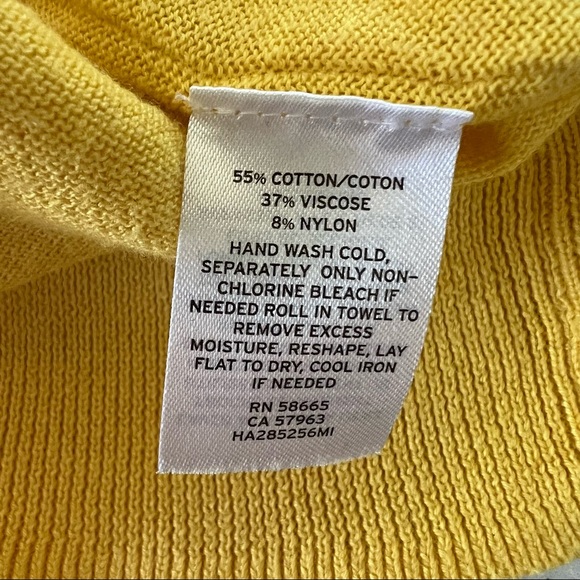 55% COTTON/COTON
37% VISCOSE
8% NYLON
HAND WASH COLD,
SEPARATELY ONLY NON-
CHLORINE BLEACH IF
NEEDED ROLL IN TOWEL TO
REMOVE EXCESS
MOISTURE, RESHAPE, LAY
FLAT TO DRY, COOL IRON
IF NEEDED
RN 58665
CA 57963
HA285256MI